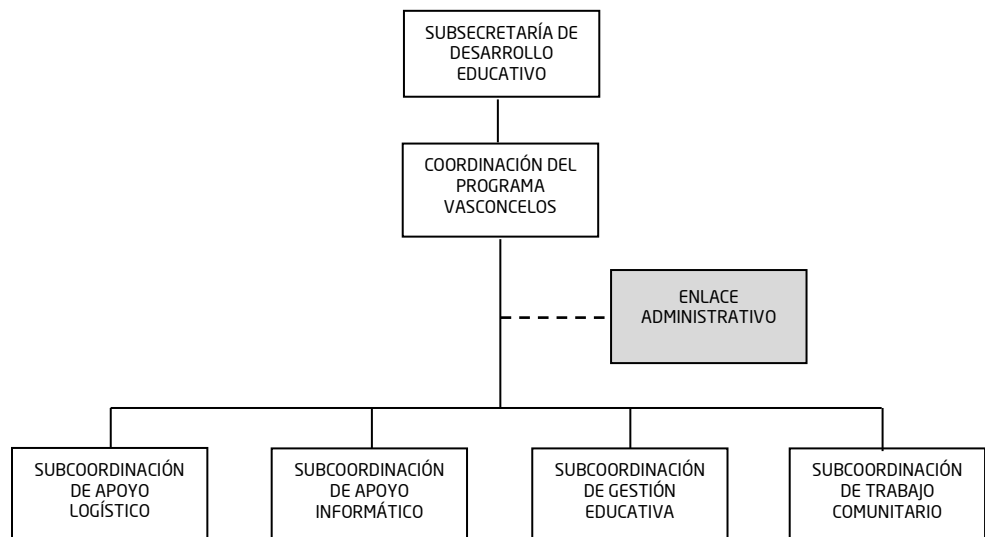 SUBSECRETARÍA DE
DESARROLLO
EDUCATIVO
COORDINACIÓN DEL
PROGRAMA
VASCONCELOS
ENLACE
ADMINISTRATIVO
SUBCOORDINACIÓN
DE APOYO
LOGÍSTICO
SUBCOORDINACIÓN
DE APOYO
INFORMÁTICO
SUBCOORDINACIÓN
DE GESTIÓN
EDUCATIVA
SUBCOORDINACIÓN
DE TRABAJO
COMUNITARIO